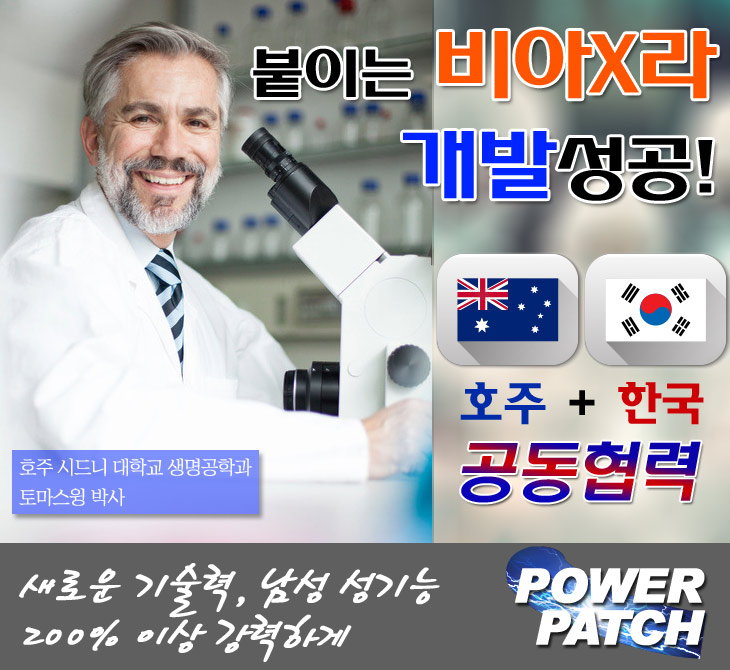 붙이는 비아X라
개발성공!
호주 + 한국
공동협력
호주 시드니 대학교 생명공학과
토마스윙 박사
새로운 기술력, 남성 성기능
200% 이상 강력하게
POWER
PATCH